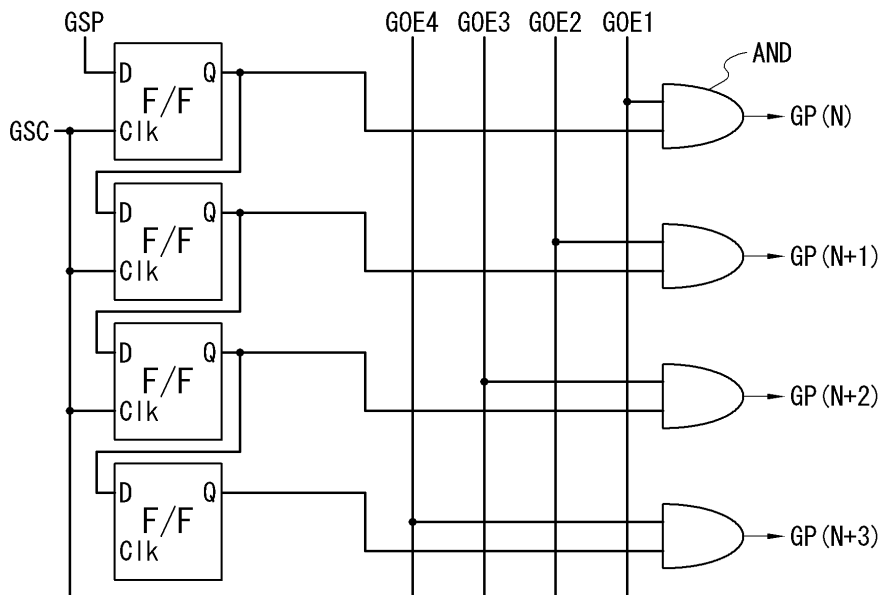 GSP GOE4 GOE3 GOE2 GOE1
D Q AND
F/F
GSC Clk GP(N)
D Q
F/F
Clk GP(N+1)
D Q
F/F
Clk GP(N+2)
D Q
F/F
Clk GP(N+3)